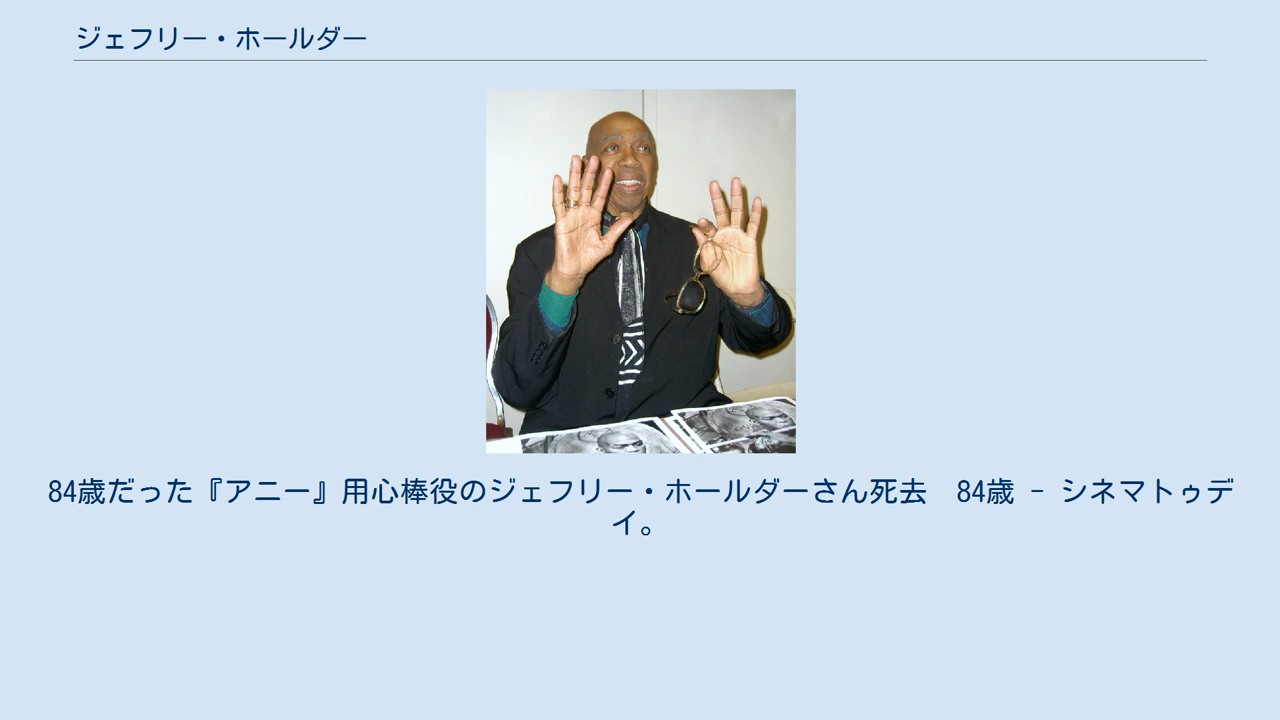 ジェフリー・ホールダー
84歳だった『アニー』用心棒役のジェフリー・ホールダーさん死去　84歳 - シネマトゥデ
イ。